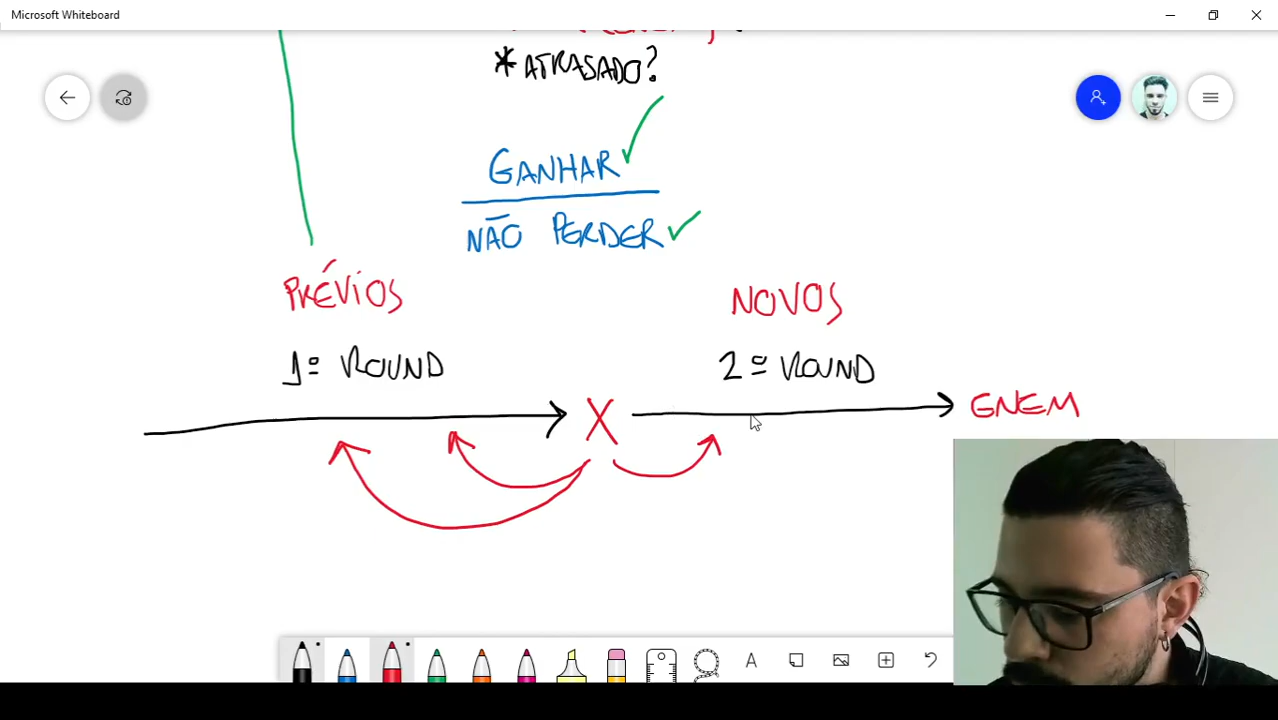 Microsoft Whiteboard
* ATRASADO?
GANHAR
NÃO PERDER
PRÉVIOS
NOVOS
1º ROUND
2º ROUND
X
ENEM